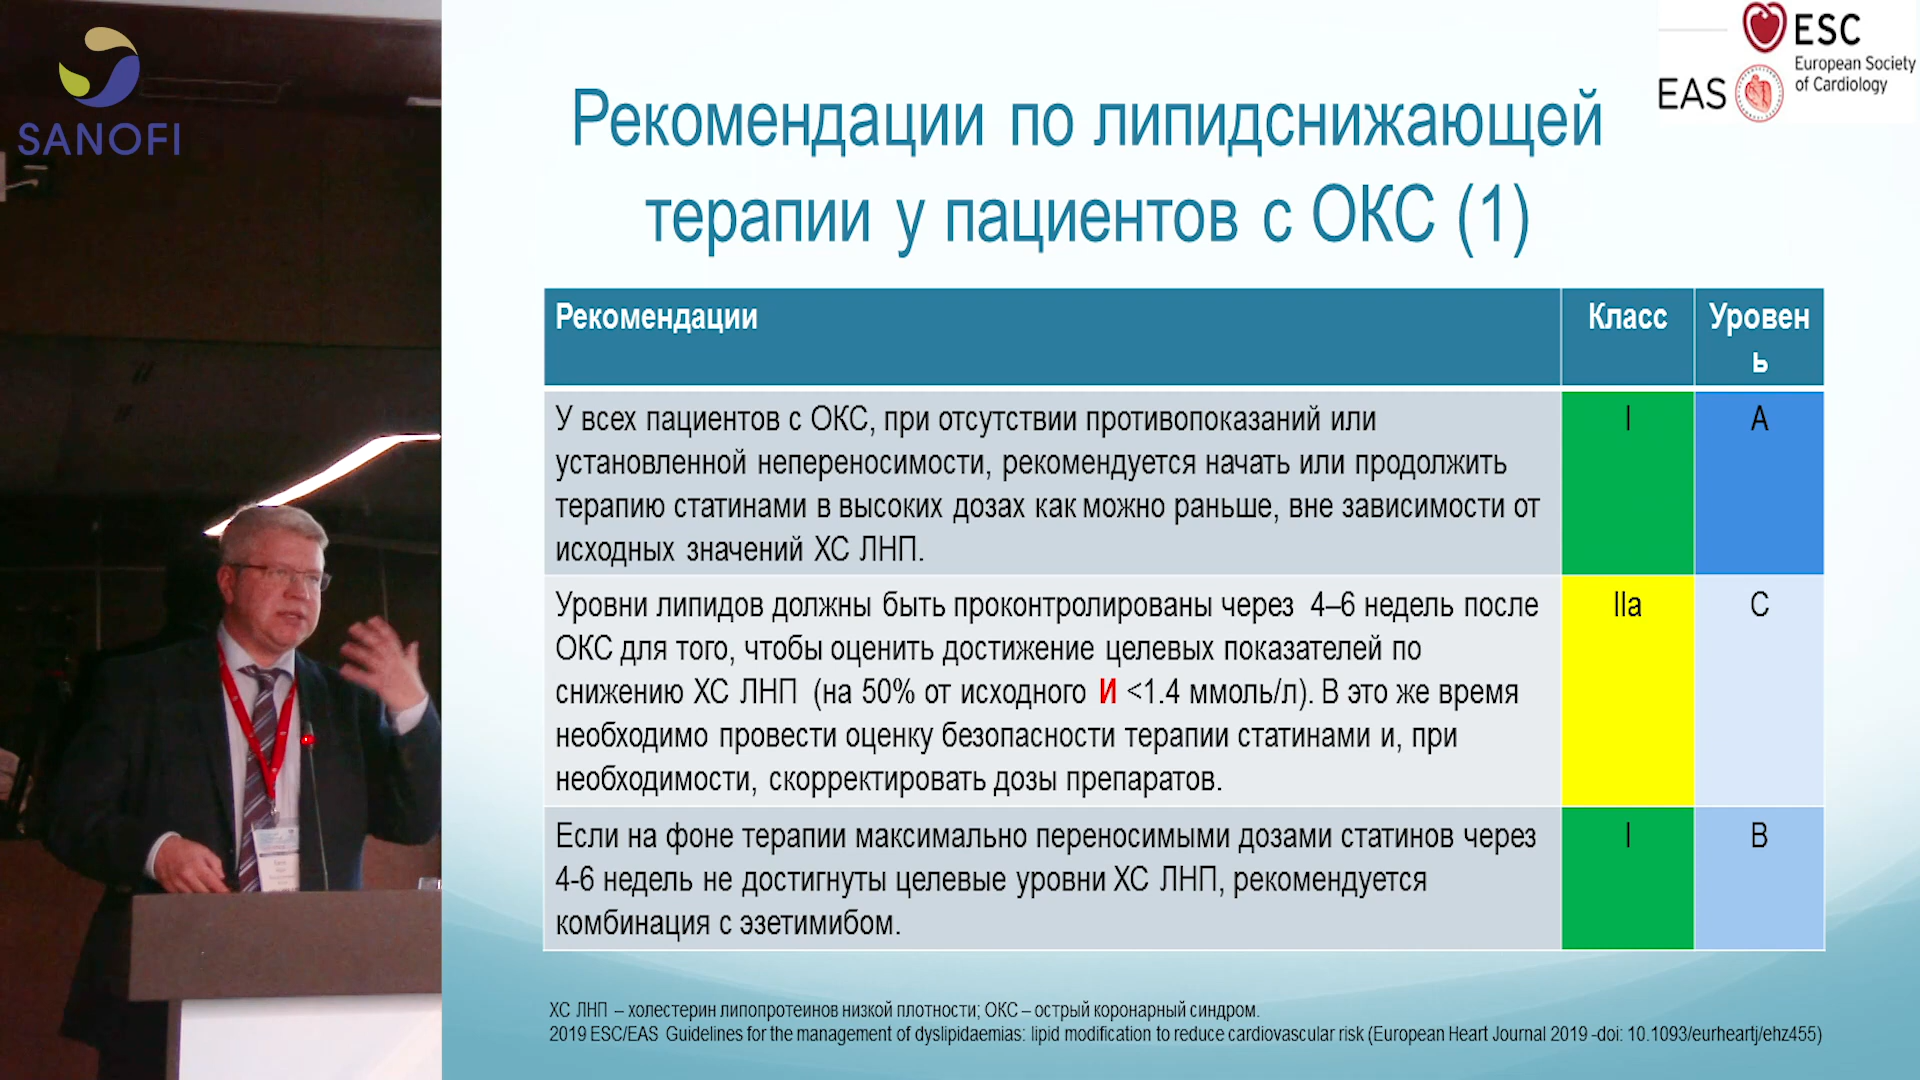 SANOFI
ESC
European Society
of Cardiology
EAS
Рекомендации по липидснижающей
терапии у пациентов с ОКС (1)
Рекомендации
Класс
Уровен
ь
У всех пациентов с ОКС, при отсутствии противопоказаний или
установленной непереносимости, рекомендуется начать или продолжить
терапию статинами в высоких дозах как можно раньше, вне зависимости от
исходных значений ХС ЛНП.
I
A
Уровни липидов должны быть проконтролированы через 4–6 недель после
ОКС для того, чтобы оценить достижение целевых показателей по
снижению ХС ЛНП (на 50% от исходного И <1.4 ммоль/л). В это же время
необходимо провести оценку безопасности терапии статинами и, при
необходимости, скорректировать дозы препаратов.
IIa
C
Если на фоне терапии максимально переносимыми дозами статинов через
4-6 недель не достигнуты целевые уровни ХС ЛНП, рекомендуется
комбинация с эзетимибом.
I
B
ХС ЛНП – холестерин липопротеинов низкой плотности; ОКС – острый коронарный синдром.
2019 ESC/EAS Guidelines for the management of dyslipidaemias: lipid modification to reduce cardiovascular risk (European Heart Journal 2019 -doi: 10.1093/eurheartj/ehz455)